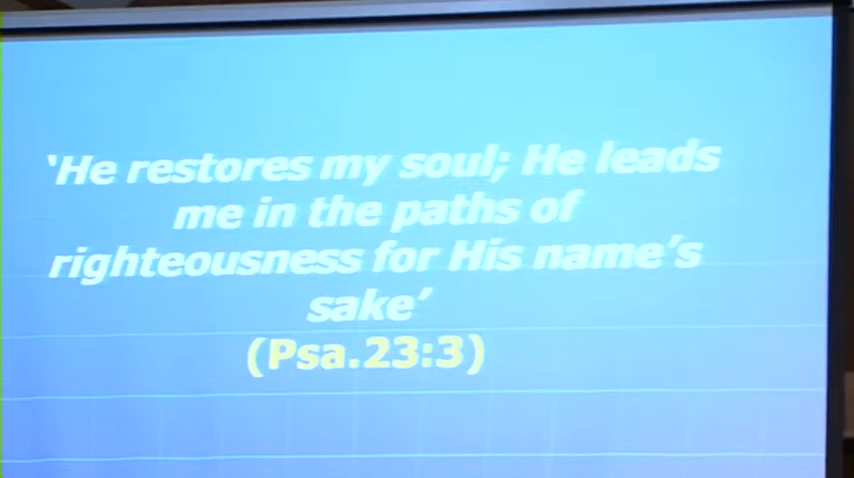 'He restores my soul; He leads
me in the paths of
righteousness for His name's
sake'
(Psa.23:3)